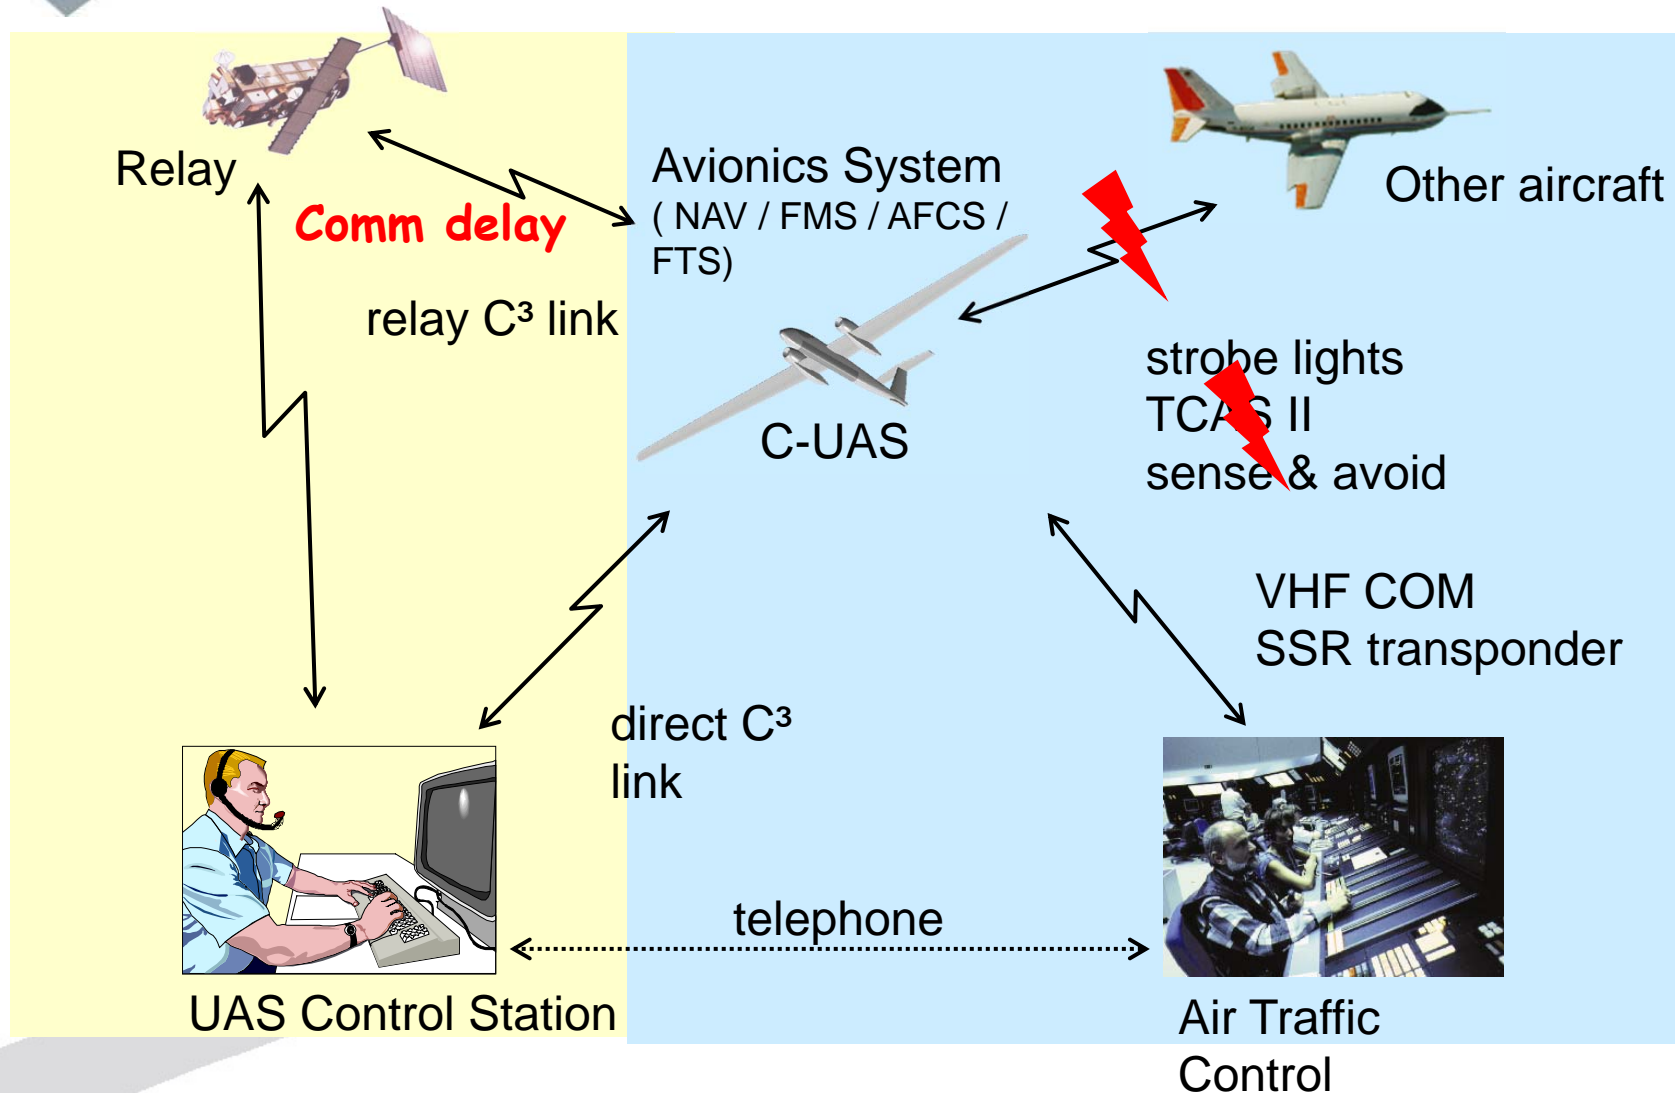 Relay
Comm delay
relay C³ link
Avionics System
( NAV / FMS / AFCS /
FTS)
C-UAS
Other aircraft
strobe lights
TCAS II
sense & avoid
VHF COM
SSR transponder
direct C³
link
telephone
UAS Control Station
Air Traffic
Control